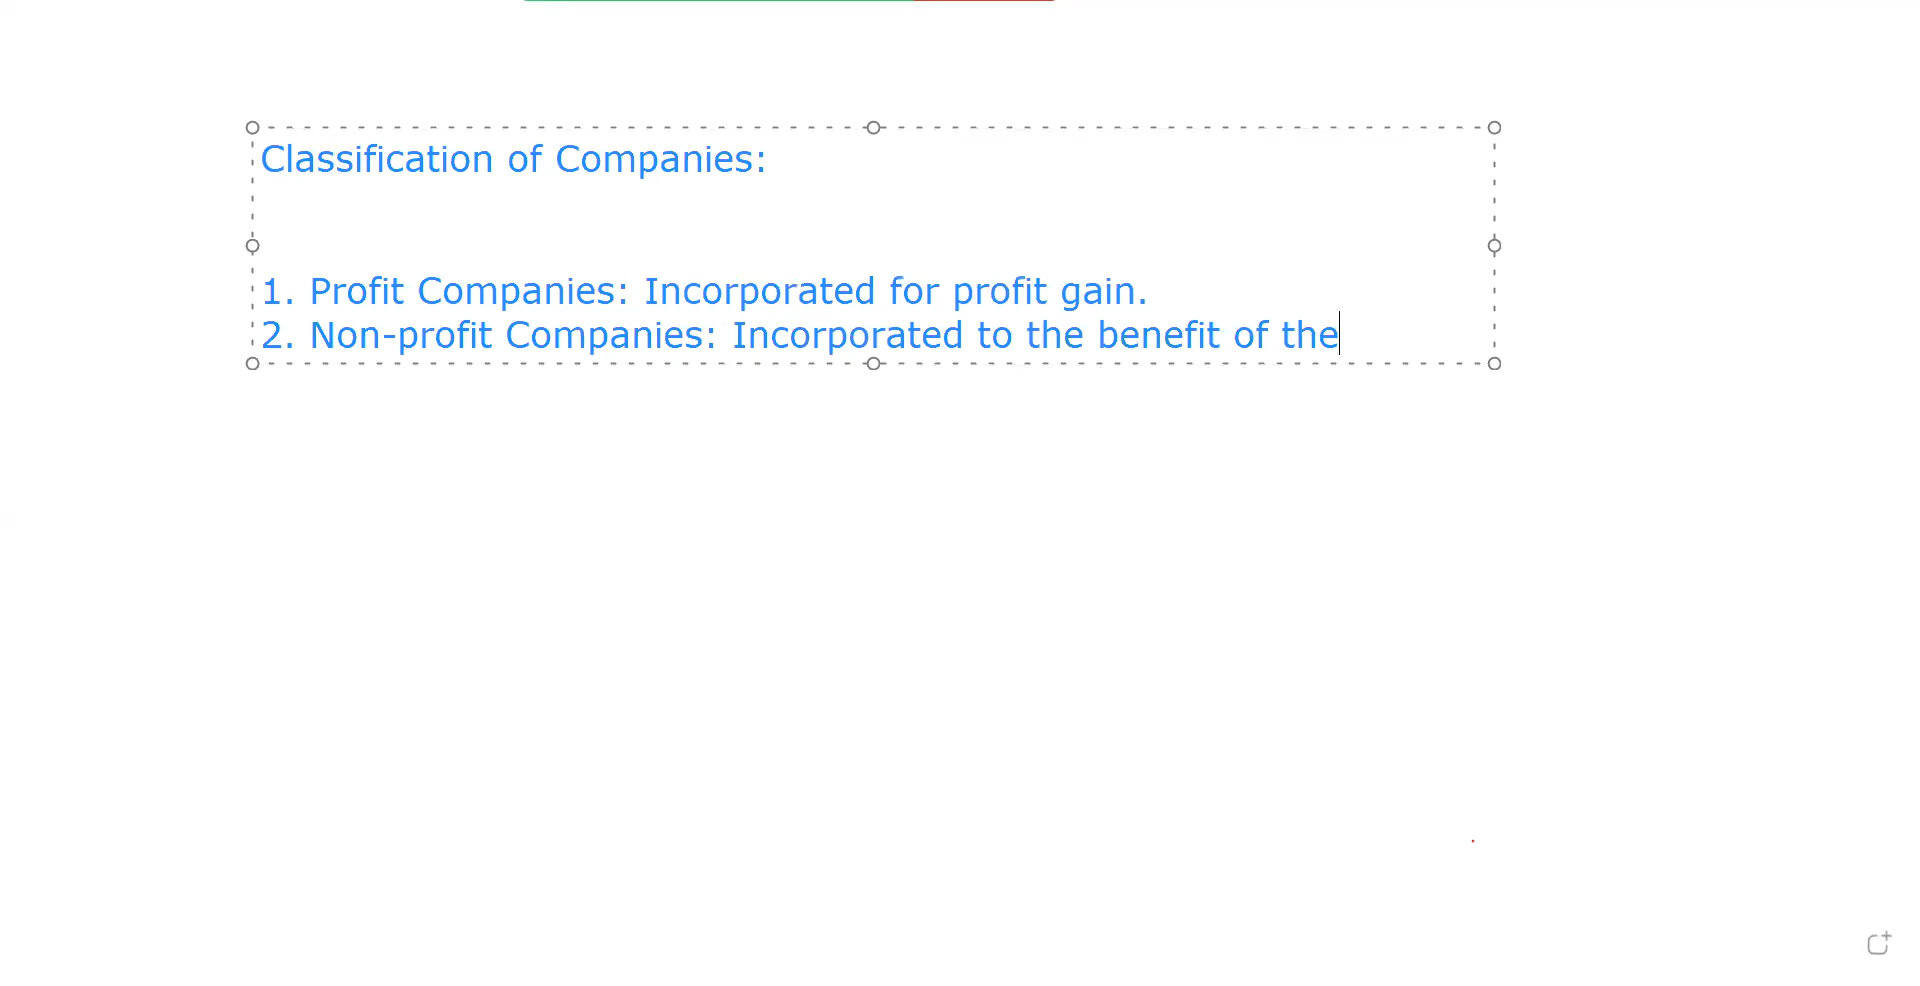 Classification of Companies:
1. Profit Companies: Incorporated for profit gain.
2. Non-profit Companies: Incorporated to the benefit of the